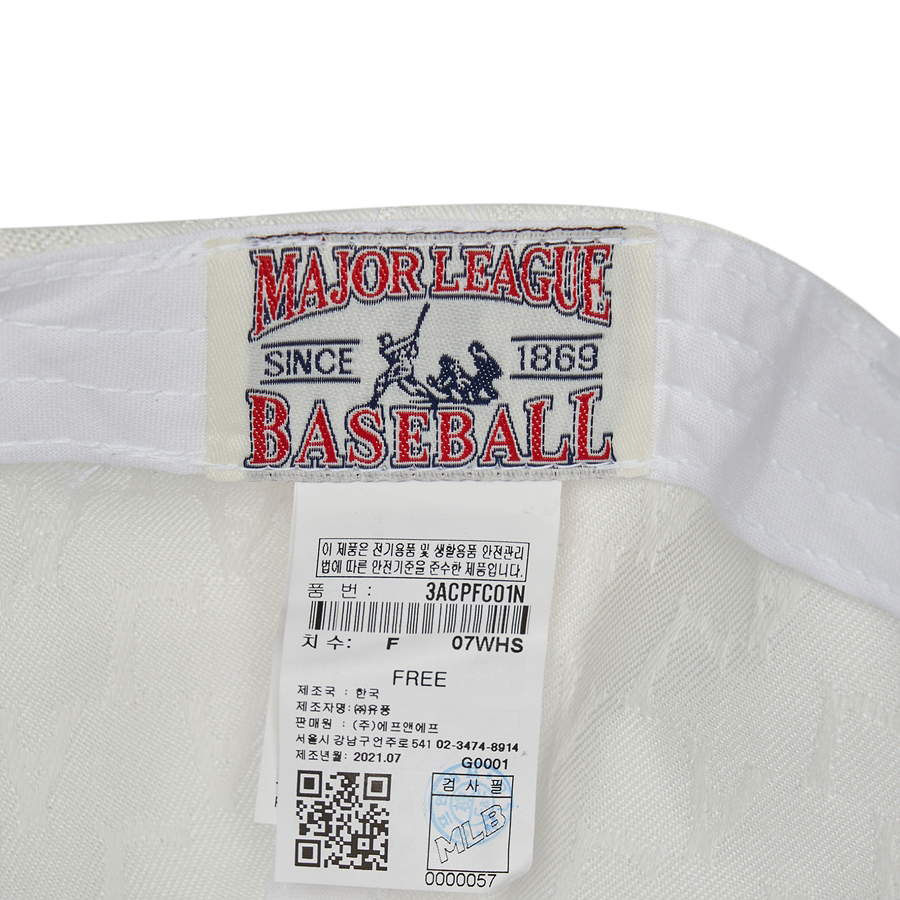 MAJOR LEAGUE
SINCE 1869
BASEBALL
이 제품은 전기용품 및 생활용품 안전관리
법에 따른 안전기준을 준수한 제품입니다.
품 번 : 3ACPFC01N
치 수: F 07WHS
FREE
제조국 : 한국
제조자명: ㈜유풍
판매원 : (주)에프앤에프
서울시 강남구 언주로 541 02-3474-8914
제조년월: 2021.07
G0001
검 사 필
MLB
0000057